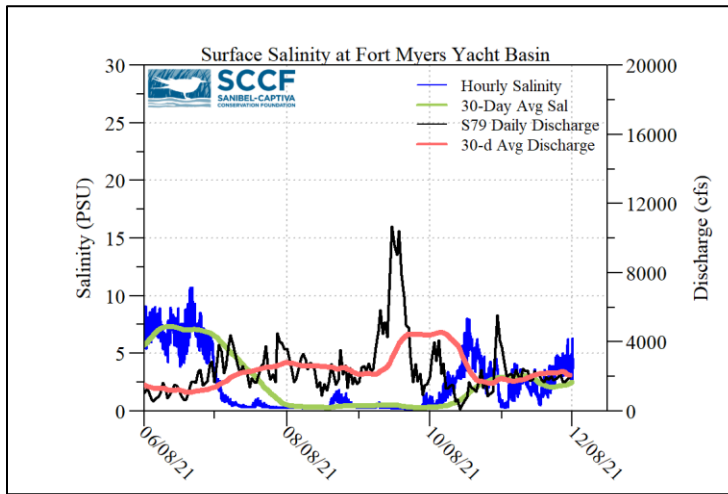 Surface Salinity at Fort Myers Yacht Basin
SCCF
SANIBEL-CAPTIVA
CONSERVATION FOUNDATION
Hourly Salinity
30-Day Avg Sal
S79 Daily Discharge
30-d Avg Discharge
Salinity (PSU)
30
25
20
15
10
5
0
Discharge (cfs)
20000
16000
12000
8000
4000
0
06/08/21
08/08/21
10/08/21
12/08/21